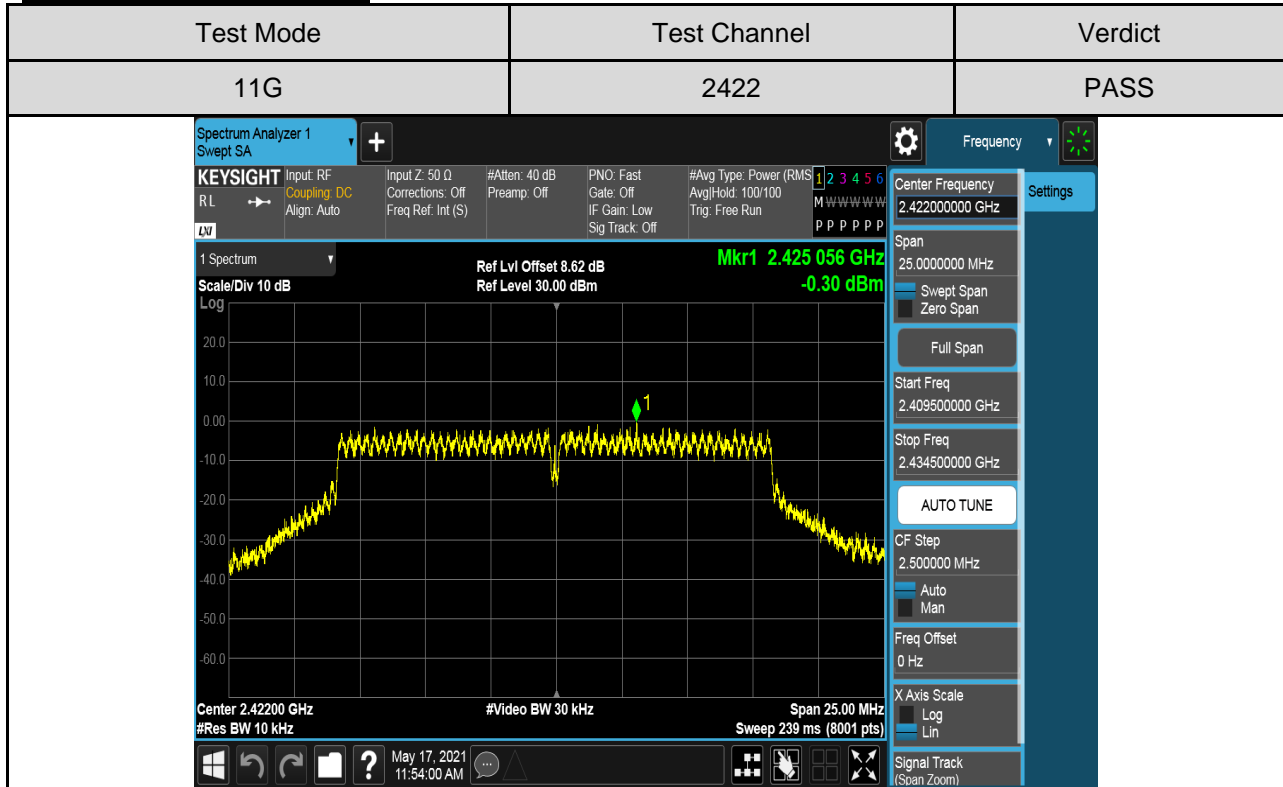 Test Mode Test Channel Verdict
11G 2422 PASS
Spectrum Analyzer 1
Swept SA
Frequency
KEYSIGHT
RL
LXI
Input: RF
Coupling: DC
Align: Auto
Input Z: 50 Ω
Corrections: Off
Freq Ref: Int (S)
#Atten: 40 dB
Preamp: Off
PNO: Fast
Gate: Off
IF Gain: Low
Sig Track: Off
#Avg Type: Power (RMS
Avg|Hold: 100/100
Trig: Free Run
1 2 3 4 5 6
M W W W W W
P P P P P P
1 Spectrum
Scale/Div 10 dB
Log
Ref Lvl Offset 8.62 dB
Ref Level 30.00 dBm
Mkr1 2.425 056 GHz
-0.30 dBm
20.0
10.0
0.00
-10.0
-20.0
-30.0
-40.0
-50.0
-60.0
1
Center 2.42200 GHz
#Res BW 10 kHz
#Video BW 30 kHz
Span 25.00 MHz
Sweep 239 ms (8001 pts)
May 17, 2021
11:54:00 AM
Center Frequency
2.422000000 GHz
Settings
Span
25.0000000 MHz
Swept Span
Zero Span
Full Span
Start Freq
2.409500000 GHz
Stop Freq
2.434500000 GHz
AUTO TUNE
CF Step
2.500000 MHz
Auto
Man
Freq Offset
0 Hz
X Axis Scale
Log
Lin
Signal Track
(Span Zoom)